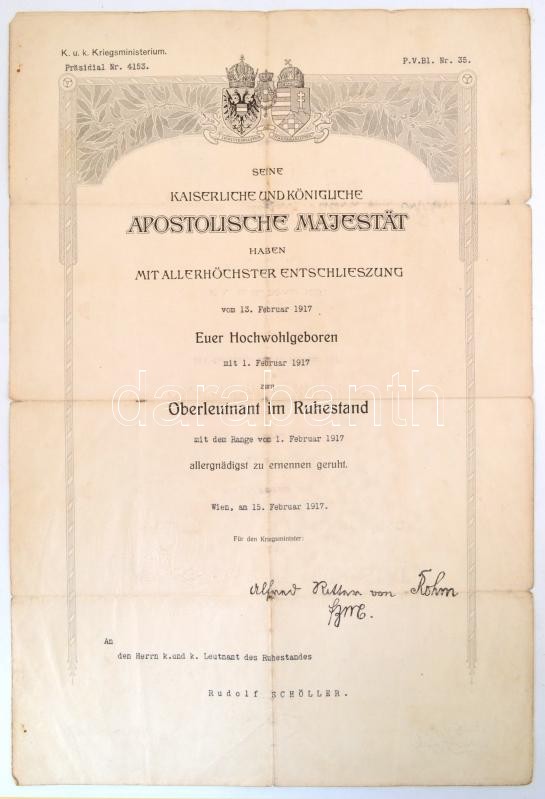 K. u. k. Kriegsministerium.
Präsidial Nr. 4153.
P.V.Bl. Nr. 35.
SEINE
KAISERLICHE UND KÖNIGLICHE
APOSTOLISCHE MAJESTÄT
HABEN
MIT ALLERHÖCHSTER ENTSCHLIESZUNG
vom 13. Februar 1917
Euer Hochwohlgeboren
mit 1. Februar 1917
zum
darabanth
Oberleutnant im Ruhestand
mit dem Range vom 1. Februar 1917
allergnädigst zu ernennen geruht.
Wien, am 15. Februar 1917.
Für den Kriegsminister:
Alfred Ritter von Rohm
An
den Herrn k.und k. Leutnant des Ruhestandes
Rudolf SCHÖLLER.